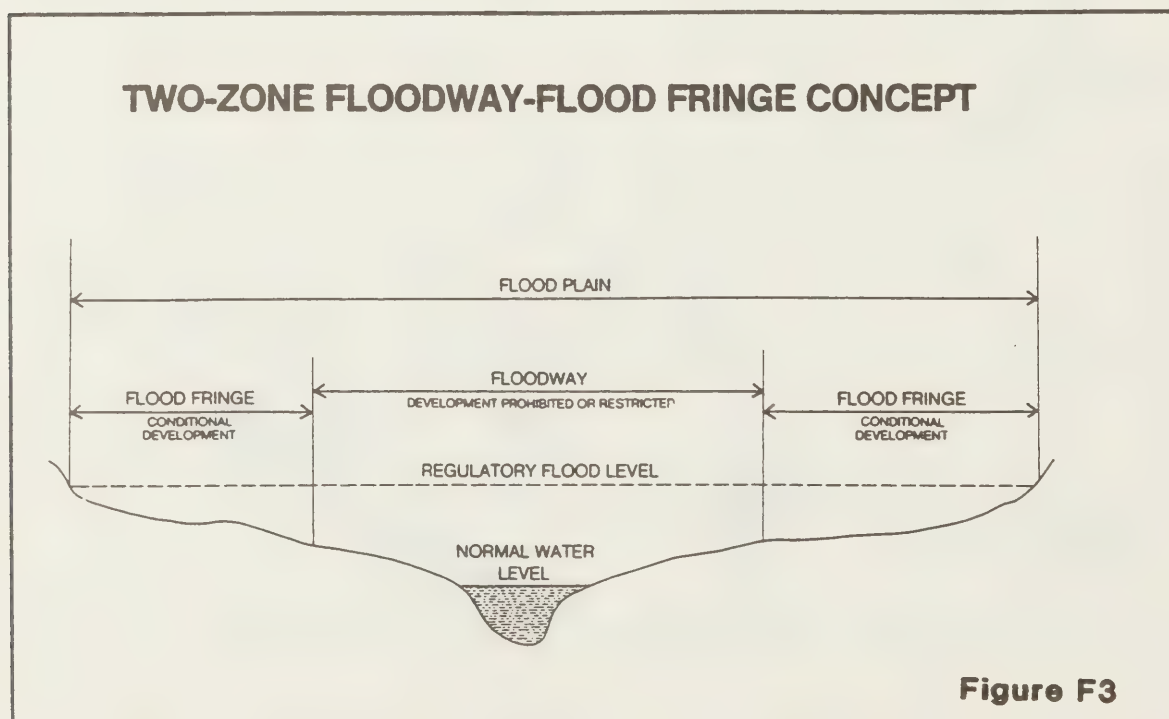 TWO-ZONE FLOODWAY-FLOOD FRINGE CONCEPT
FLOOD PLAIN
FLOODWAY
DEVELOPMENT PROHIBITED OR RESTRICTED
FLOOD FRINGE
CONDITIONAL
DEVELOPMENT
FLOOD FRINGE
CONDITIONAL
DEVELOPMENT
REGULATORY FLOOD LEVEL
NORMAL WATER
LEVEL
Figure F3